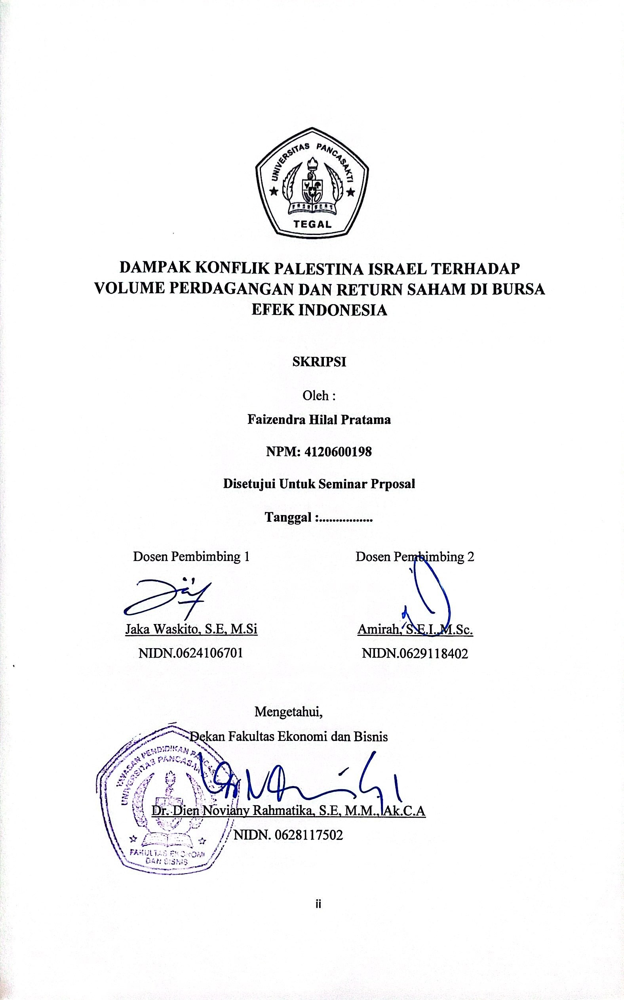 UNIVERSITAS PANCASAKTI
TEGAL
DAMPAK KONFLIK PALESTINA ISRAEL TERHADAP
VOLUME PERDAGANGAN DAN RETURN SAHAM DI BURSA
EFEK INDONESIA
SKRIPSI
Oleh :
Faizendra Hilal Pratama
NPM: 4120600198
Disetujui Untuk Seminar Prposal
Tanggal :................
Dosen Pembimbing 1
Dosen Pembimbing 2
Jaka Waskito, S.E, M.Si
Amirah, S.E.I.,M.Sc.
NIDN.0624106701
NIDN.0629118402
Mengetahui,
Dekan Fakultas Ekonomi dan Bisnis
YAYASAN PENDIDIKAN
UNIVERSITAS
Dr. Dien Noviany Rahmatika, S.E, M.M., Ak.C.A
NIDN. 0628117502
FAKULTAS EKONOMI
DAN BISNIS
ii